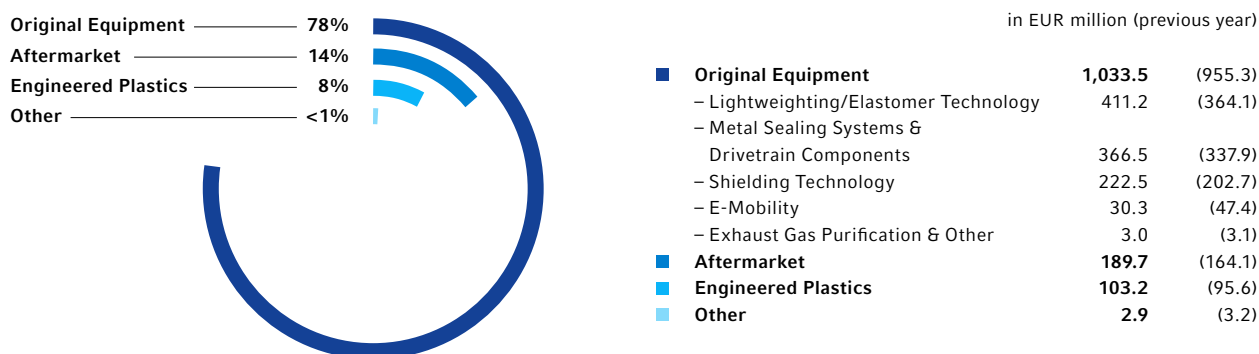 Original Equipment 78%
Aftermarket 14%
Engineered Plastics 8%
Other <1%
in EUR million (previous year)
Original Equipment 1,033.5 (955.3)
– Lightweighting/Elastomer Technology 411.2 (364.1)
– Metal Sealing Systems &
Drivetrain Components 366.5 (337.9)
– Shielding Technology 222.5 (202.7)
– E-Mobility 30.3 (47.4)
– Exhaust Gas Purification & Other 3.0 (3.1)
Aftermarket 189.7 (164.1)
Engineered Plastics 103.2 (95.6)
Other 2.9 (3.2)